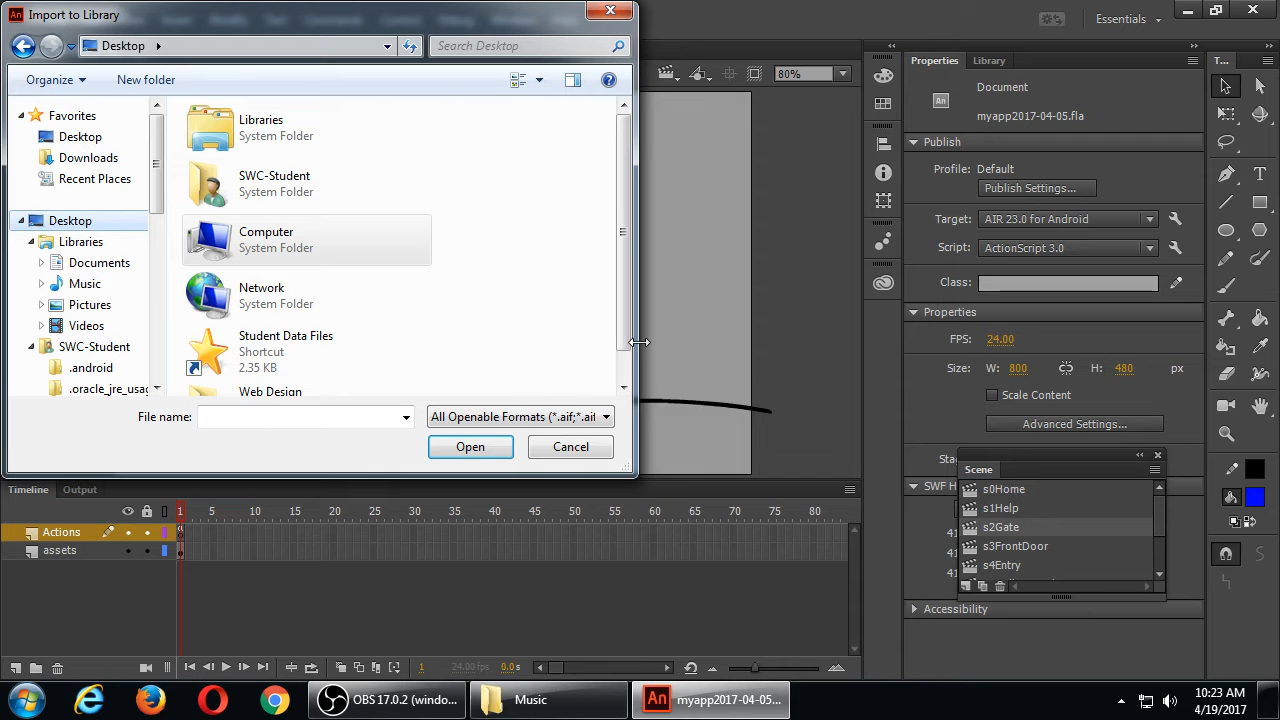 Import to Library
Essentials
Desktop
Search Desktop
Organize
New folder
80%
Favorites
Desktop
Downloads
Recent Places
Desktop
Libraries
Documents
Music
Pictures
Videos
SWC-Student
.android
.oracle_jre_usag
Libraries
System Folder
SWC-Student
System Folder
Computer
System Folder
Network
System Folder
Student Data Files
Shortcut
2.35 KB
Web Design
File name:
All Openable Formats (*.aif;*.aif
Open
Cancel
Properties
Library
T...
Document
An
myapp2017-04-05.fla
Publish
Profile: Default
Publish Settings...
Target: AIR 23.0 for Android
Script: ActionScript 3.0
Class:
Properties
FPS: 24.00
Size: W: 800 H: 480 px
Scale Content
Advanced Settings...
Scene
s0Home
s1Help
s2Gate
s3FrontDoor
s4Entry
Accessibility
Timeline
Output
1 5 10 15 20 25 30 35 40 45 50 55 60 65 70 75 80
Actions
assets
1 24.00 fps 0.0 s
OBS 17.0.2 (windo...
Music
An myapp2017-04-05...
10:23 AM
4/19/2017